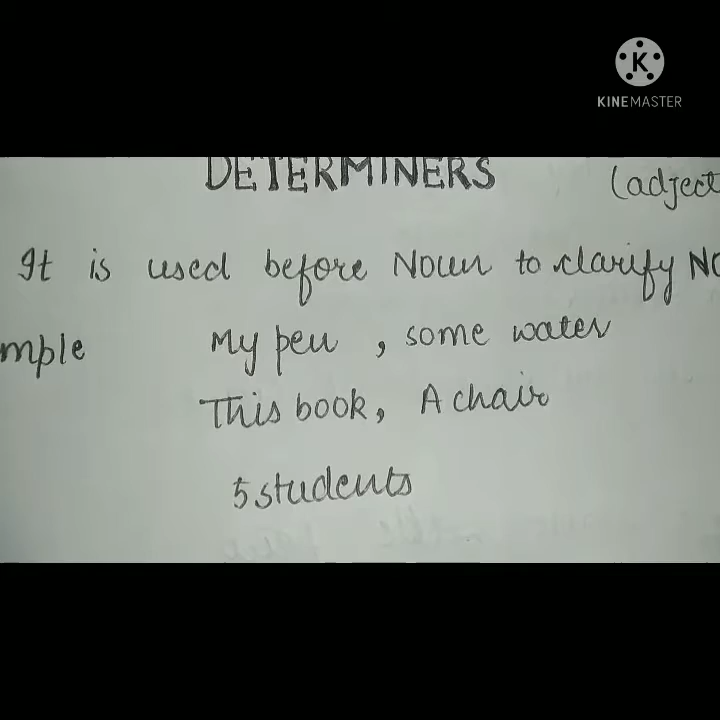 K
KINEMASTER
DETERMINERS (adject
It is used before Noun to clarify NO
mple My pen , some water
This book, A chair
5 students